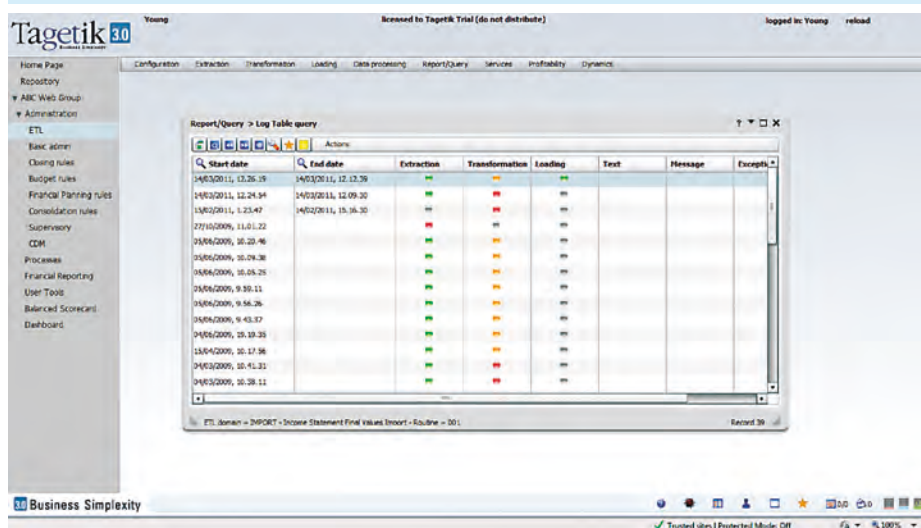 Young
licensed to Tagetik Trial (do not distribute)
logged in: Young reload
Tagetik 3.0
Business Simplexity
Home Page
Repository
ABC Web Group
Administration
ETL
Basic admin
Closing rules
Budget rules
Financial Planning rules
Consolidation rules
Supervisory
CDM
Processes
Financial Reporting
User Tools
Balanced Scorecard
Dashboard
Configuration Extraction Transformation Loading Data processing Report/Query Services Profitability Dynamics
Report/Query > Log Table query
Actions
Start date End date Extraction Transformation Loading Text Message Excepti
14/03/2011, 12.26.19 14/03/2011, 12.12.39
14/03/2011, 12.24.54 14/03/2011, 12.09.30
15/02/2011, 1.23.47 14/02/2011, 15.16.30
27/10/2009, 11.01.22
05/06/2009, 10.20.46
05/06/2009, 10.09.38
05/06/2009, 10.05.25
05/06/2009, 9.59.11
05/06/2009, 9.56.26
05/06/2009, 9.43.37
04/06/2009, 15.19.35
15/04/2009, 10.17.56
04/03/2009, 10.41.31
04/03/2009, 10.38.11
ETL domain = IMPORT - Income Statement Final Values Import - Routine = 001
Record 39
3.0 Business Simplexity
0/0 0
Trusted sites | Protected Mode: Off 100%